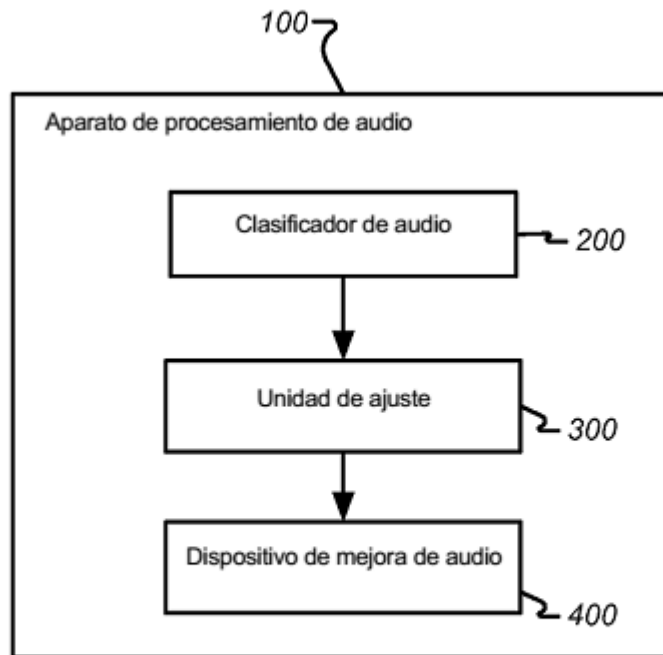 100
Aparato de procesamiento de audio
Clasificador de audio
200
Unidad de ajuste
300
Dispositivo de mejora de audio
400